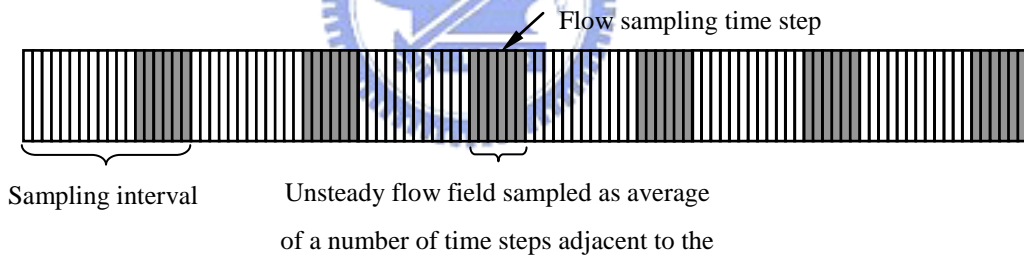 Flow sampling time step
Sampling interval
Unsteady flow field sampled as average
of a number of time steps adjacent to the